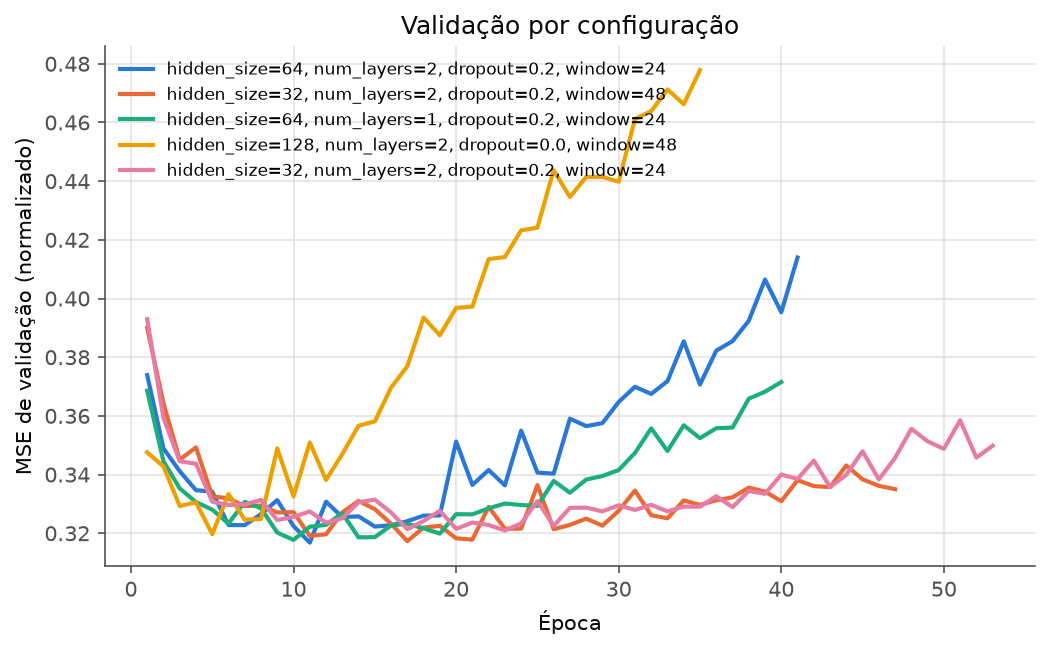 Validação por configuração
hidden_size=64, num_layers=2, dropout=0.2, window=24
hidden_size=32, num_layers=2, dropout=0.2, window=48
hidden_size=64, num_layers=1, dropout=0.2, window=24
hidden_size=128, num_layers=2, dropout=0.0, window=48
hidden_size=32, num_layers=2, dropout=0.2, window=24
MSE de validação (normalizado)
0.48
0.46
0.44
0.42
0.40
0.38
0.36
0.34
0.32
0 10 20 30 40 50
Época